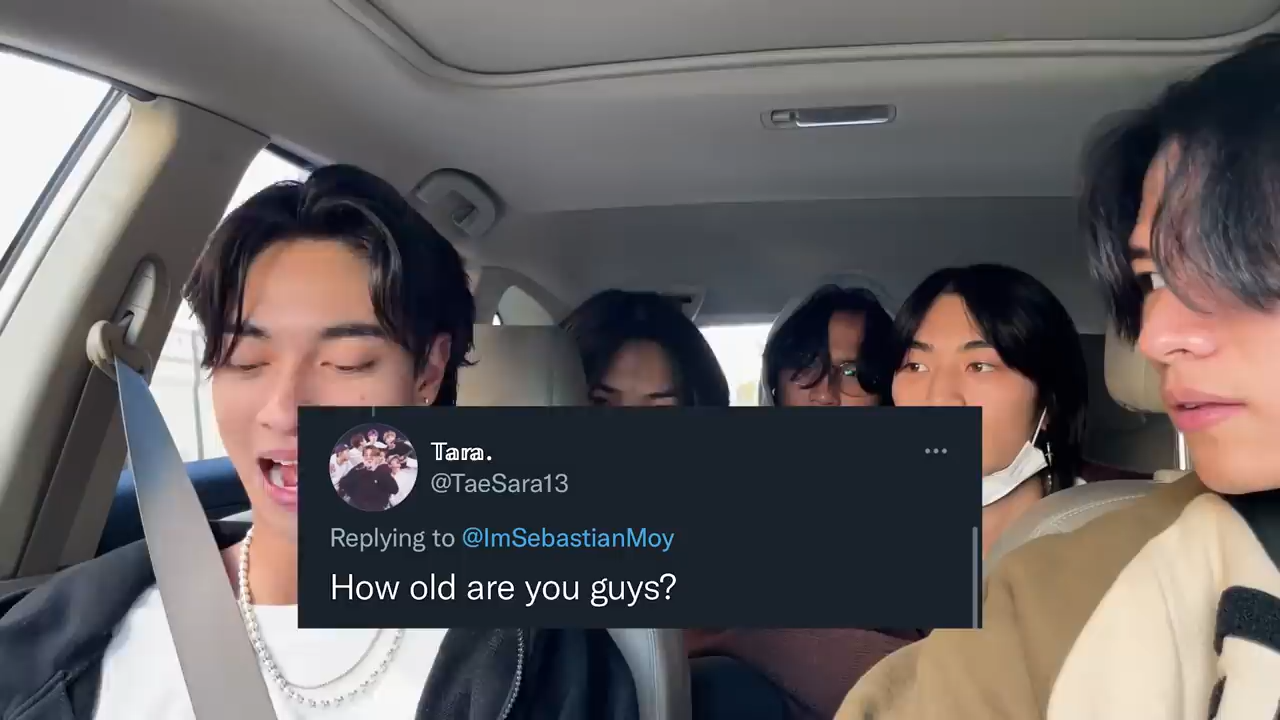 𝕋𝕒𝕣𝕒.
@TaeSara13
Replying to @ImSebastianMoy
How old are you guys?